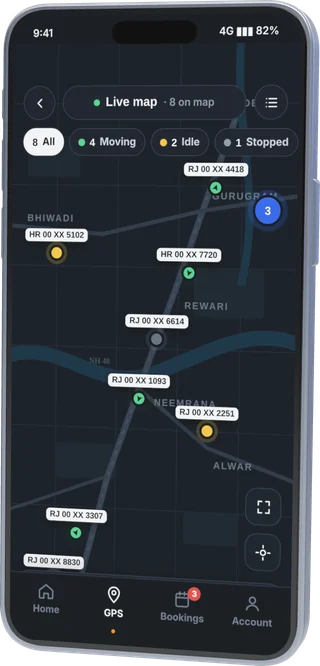 9:41
4G 82%
Live map · 8 on map
8 All
4 Moving
2 Idle
1 Stopped
RJ 00 XX 4418
GURUGRAM
3
BHIWADI
HR 00 XX 5102
HR 00 XX 7720
REWARI
RJ 00 XX 6614
NH 48
RJ 00 XX 1093
NEEMRANA
RJ 00 XX 2251
ALWAR
RJ 00 XX 3307
RJ 00 XX 8830
Home
GPS
3
Bookings
Account